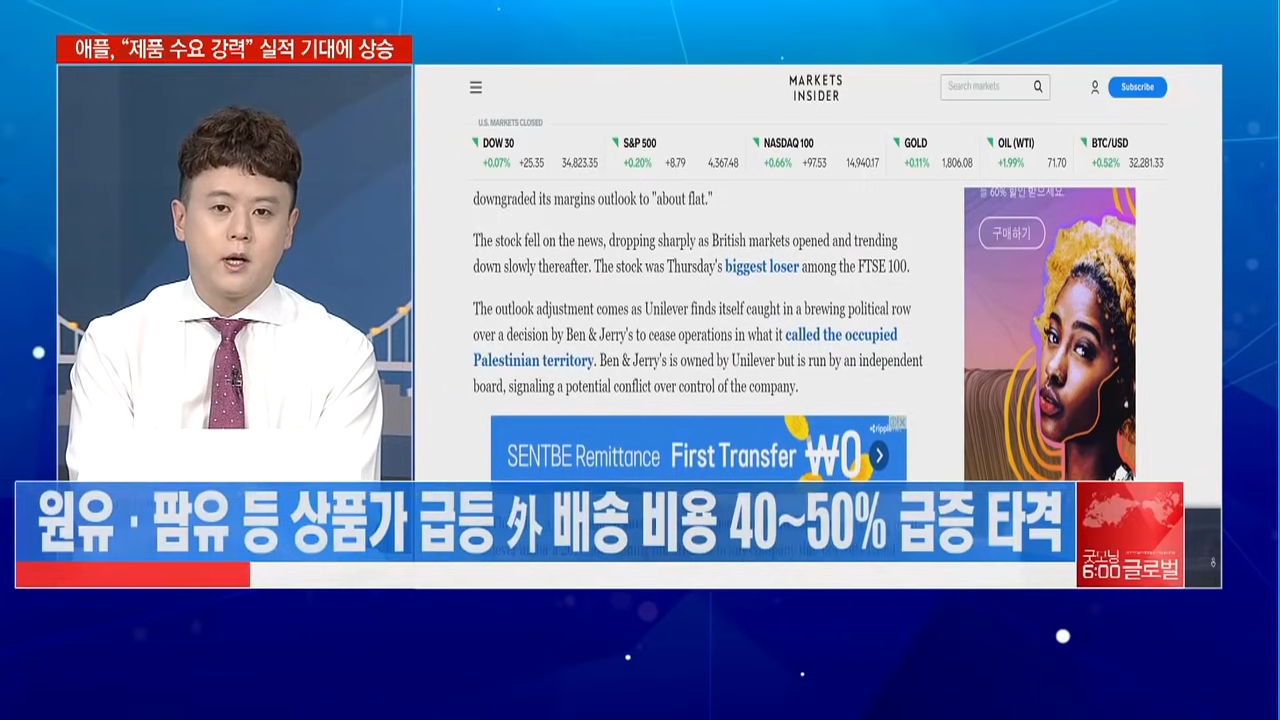 애플, “제품 수요 강력” 실적 기대에 상승
MARKETS
INSIDER
Search markets
Subscribe
U.S. MARKETS CLOSED
DOW 30
+0.07% +25.35 34,823.35
S&P 500
+0.20% +8.79 4,367.48
NASDAQ 100
+0.66% +97.53 14,940.17
GOLD
+0.11% 1,806.08
OIL (WTI)
+1.99% 71.70
BTC/USD
+0.52% 32,281.33
downgraded its margins outlook to "about flat."
The stock fell on the news, dropping sharply as British markets opened and trending
down slowly thereafter. The stock was Thursday's biggest loser among the FTSE 100.
The outlook adjustment comes as Unilever finds itself caught in a brewing political row
over a decision by Ben & Jerry's to cease operations in what it called the occupied
Palestinian territory. Ben & Jerry's is owned by Unilever but is run by an independent
board, signaling a potential conflict over control of the company.
60% 할인 받으세요.
구매하기
SENTBE Remittance First Transfer ₩0
원유·팜유 등 상품가 급등 外 배송 비용 40~50% 급증 타격
굿모닝
6:00 글로벌